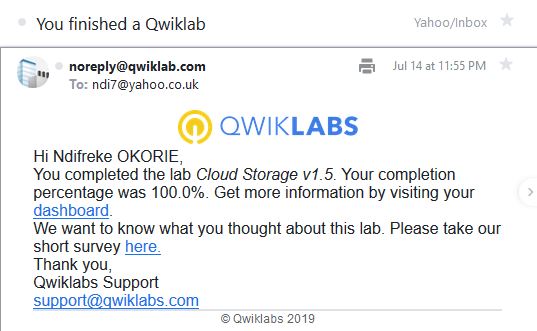 You finished a Qwiklab
Yahoo/Inbox
noreply@qwiklab.com
Jul 14 at 11:55 PM
To: ndi7@yahoo.co.uk
QWIKLABS
Hi Ndifreke OKORIE,
You completed the lab Cloud Storage v1.5. Your completion
percentage was 100.0%. Get more information by visiting your
dashboard.
We want to know what you thought about this lab. Please take our
short survey here.
Thank you,
Qwiklabs Support
support@qwiklabs.com
© Qwiklabs 2019